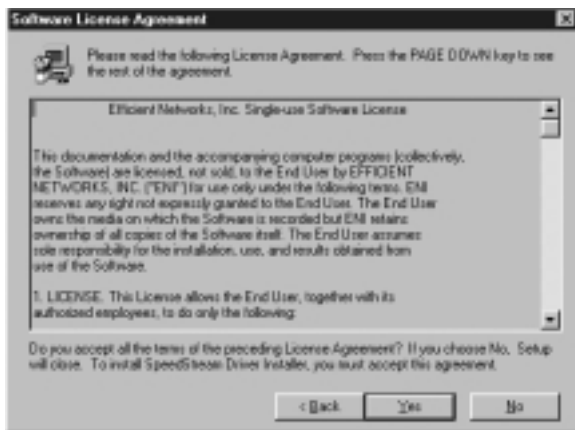 Software License Agreement
Please read the following License Agreement. Press the PAGE DOWN key to see
the rest of the agreement.
Efficient Networks, Inc. Single-use Software License
This documentation and the accompanying computer programs (collectively,
the Software) are licensed, not sold, to the End User by EFFICIENT
NETWORKS, INC. ("ENI") for use only under the following terms. ENI
reserves any right not expressly granted to the End User. The End User
owns the media on which the Software is recorded but ENI retains
ownership of all copies of the Software itself. The End User assumes
sole responsibility for the installation, use, and results obtained from
use of the Software.
1. LICENSE. This License allows the End User, together with its
authorized employees, to do only the following:
Do you accept all the terms of the preceding License Agreement? If you choose No, Setup
will close. To install SpeedStream Driver Installer, you must accept this agreement.
< Back
Yes
No